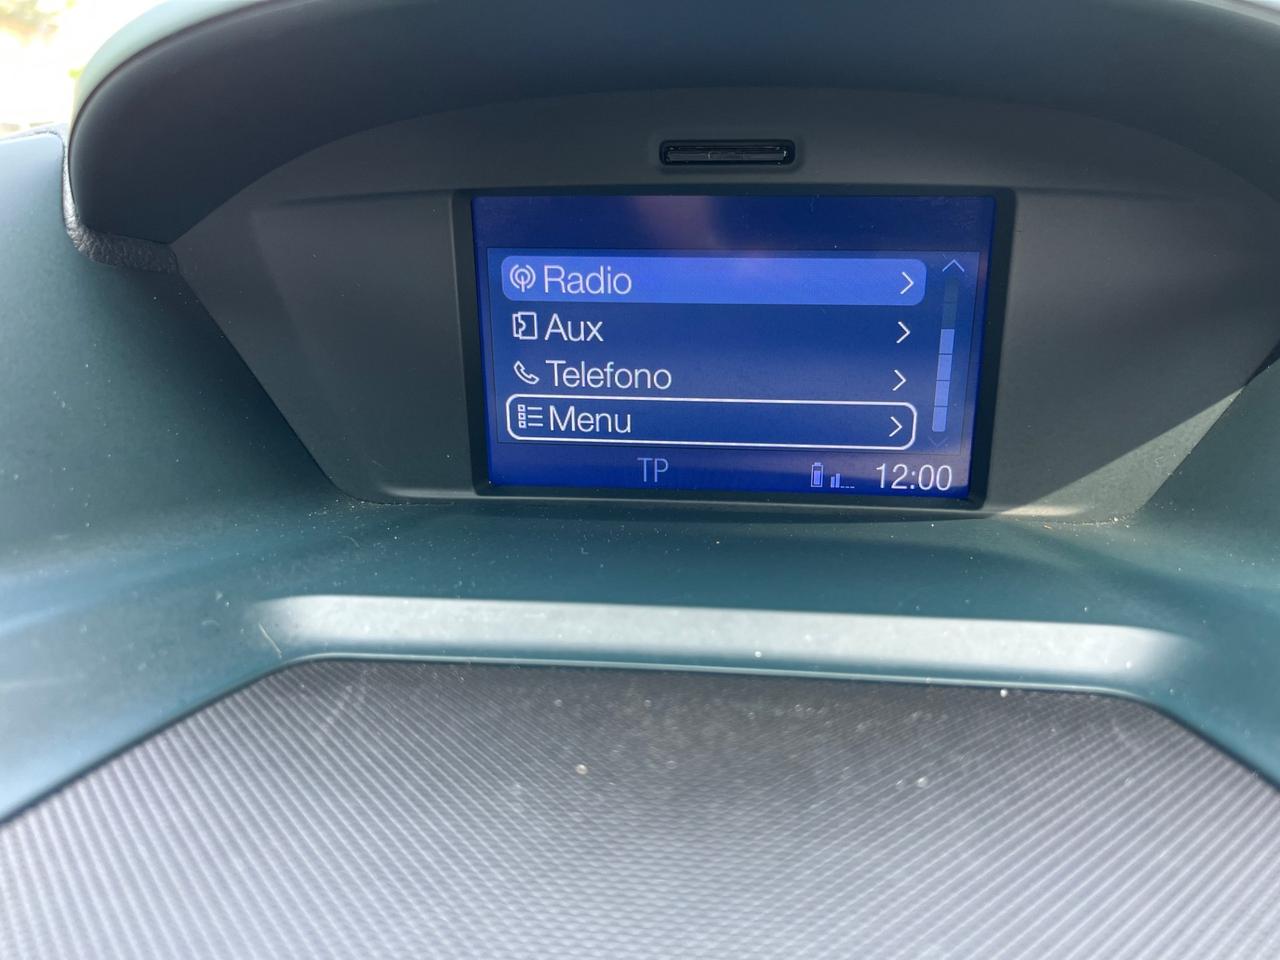 Radio
Aux
Telefono
Menu
TP 12:00